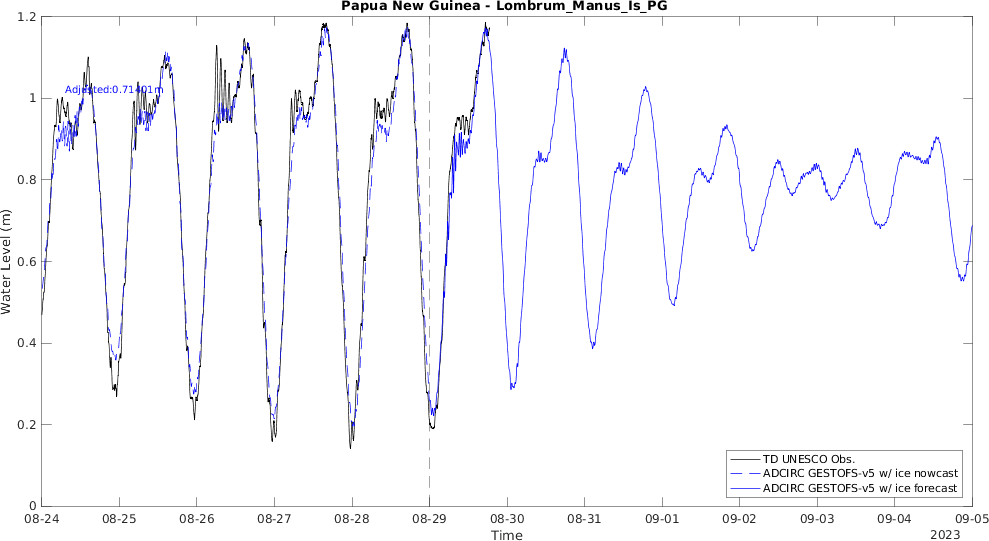 Papua New Guinea - Lombrum_Manus_Is_PG
1.2
1
0.8
0.6
0.4
0.2
0
Water Level (m)
Adjusted:0.71401m
TD UNESCO Obs.
ADCIRC GESTOFS-v5 w/ ice nowcast
ADCIRC GESTOFS-v5 w/ ice forecast
08-24 08-25 08-26 08-27 08-28 08-29 08-30 08-31 09-01 09-02 09-03 09-04 09-05
Time
2023